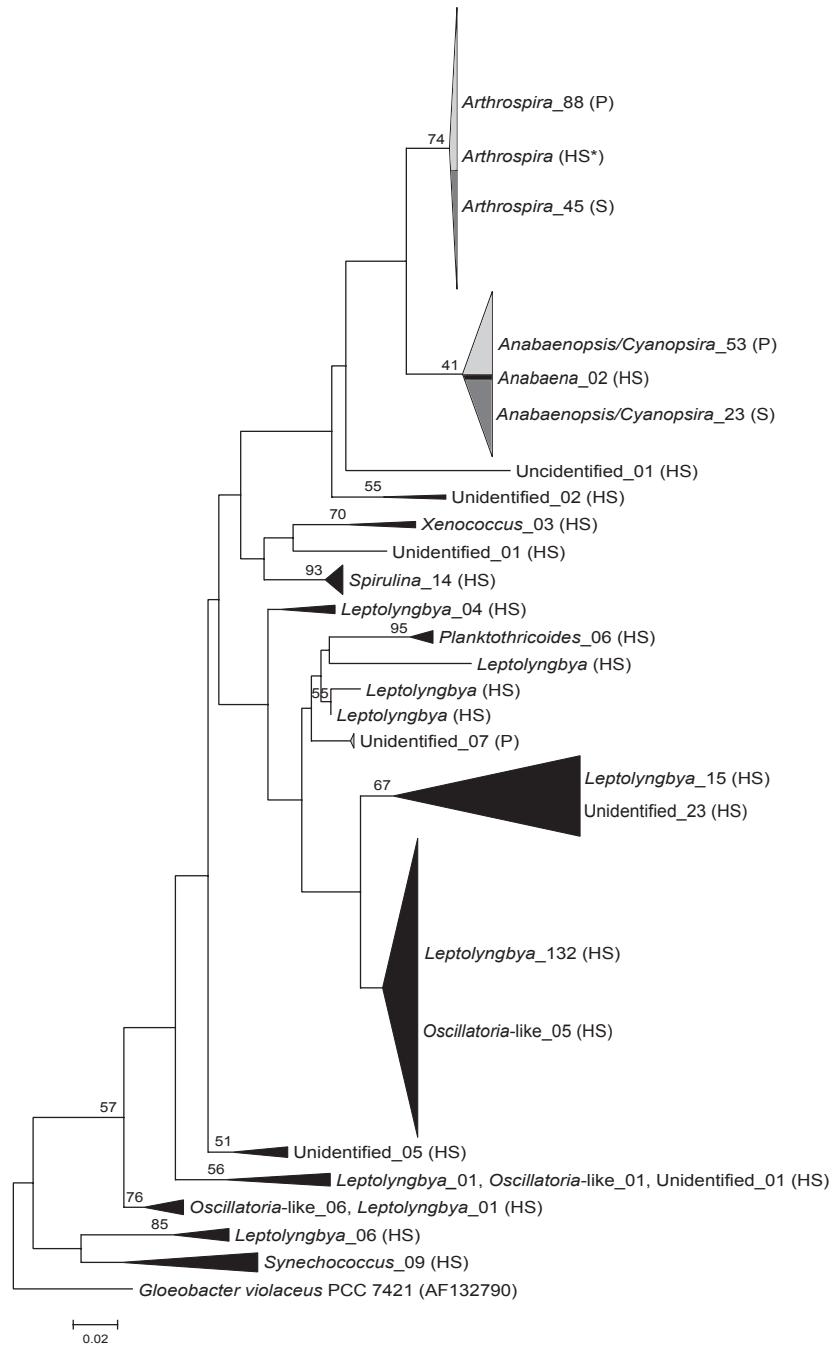 Arthrospira_88 (P)
74
Arthrospira (HS*)
Arthrospira_45 (S)
Anabaenopsis/Cyanopsira_53 (P)
41
Anabaena_02 (HS)
Anabaenopsis/Cyanopsira_23 (S)
Uncidentified_01 (HS)
55
Unidentified_02 (HS)
70
Xenococcus_03 (HS)
Unidentified_01 (HS)
93
Spirulina_14 (HS)
Leptolyngbya_04 (HS)
95
Planktothricoides_06 (HS)
Leptolyngbya (HS)
55
Leptolyngbya (HS)
Leptolyngbya (HS)
Unidentified_07 (P)
67
Leptolyngbya_15 (HS)
Unidentified_23 (HS)
Leptolyngbya_132 (HS)
Oscillatoria-like_05 (HS)
57
51
Unidentified_05 (HS)
56
Leptolyngbya_01, Oscillatoria-like_01, Unidentified_01 (HS)
76
Oscillatoria-like_06, Leptolyngbya_01 (HS)
85
Leptolyngbya_06 (HS)
Synechococcus_09 (HS)
Gloeobacter violaceus PCC 7421 (AF132790)
0.02